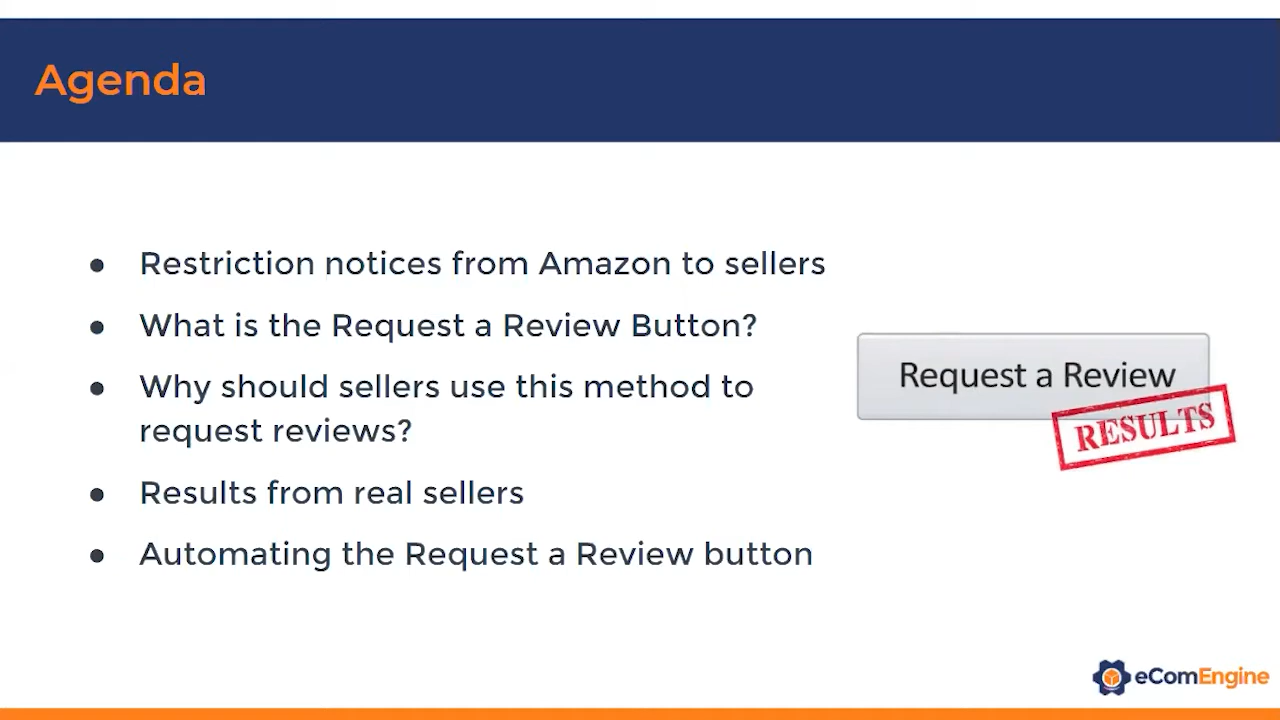 Agenda
● Restriction notices from Amazon to sellers
● What is the Request a Review Button?
● Why should sellers use this method to
request reviews?
● Results from real sellers
● Automating the Request a Review button
Request a Review
RESULTS
eComEngine